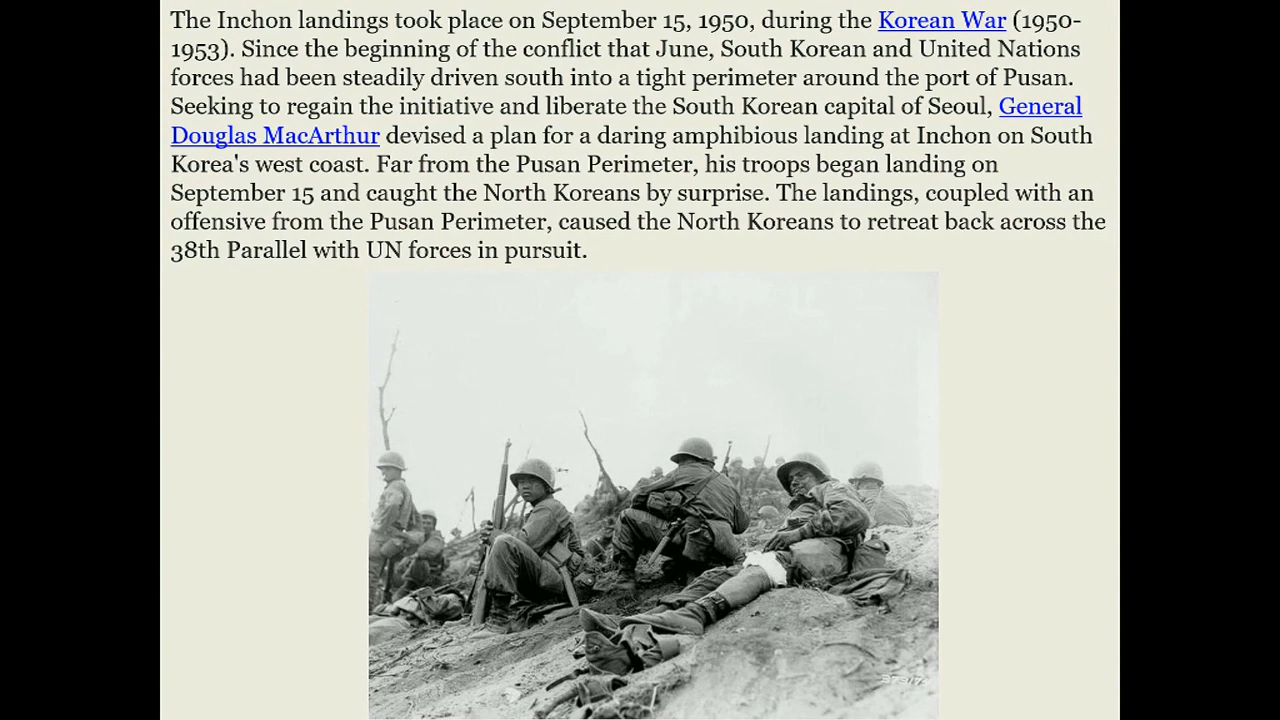 The Inchon landings took place on September 15, 1950, during the Korean War (1950-
1953). Since the beginning of the conflict that June, South Korean and United Nations
forces had been steadily driven south into a tight perimeter around the port of Pusan.
Seeking to regain the initiative and liberate the South Korean capital of Seoul, General
Douglas MacArthur devised a plan for a daring amphibious landing at Inchon on South
Korea's west coast. Far from the Pusan Perimeter, his troops began landing on
September 15 and caught the North Koreans by surprise. The landings, coupled with an
offensive from the Pusan Perimeter, caused the North Koreans to retreat back across the
38th Parallel with UN forces in pursuit.